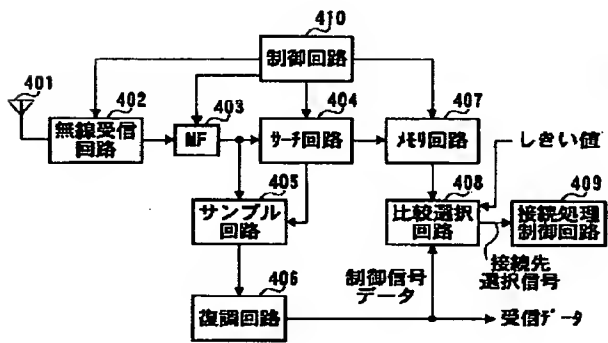 410
制御回路
401
402
無線受信
回路
403
MF
404
サーチ回路
407
メモリ回路
しきい値
405
サンプル
回路
408
比較選択
回路
409
接続処理
制御回路
接続先
選択信号
406
復調回路
制御信号
データ
受信データ